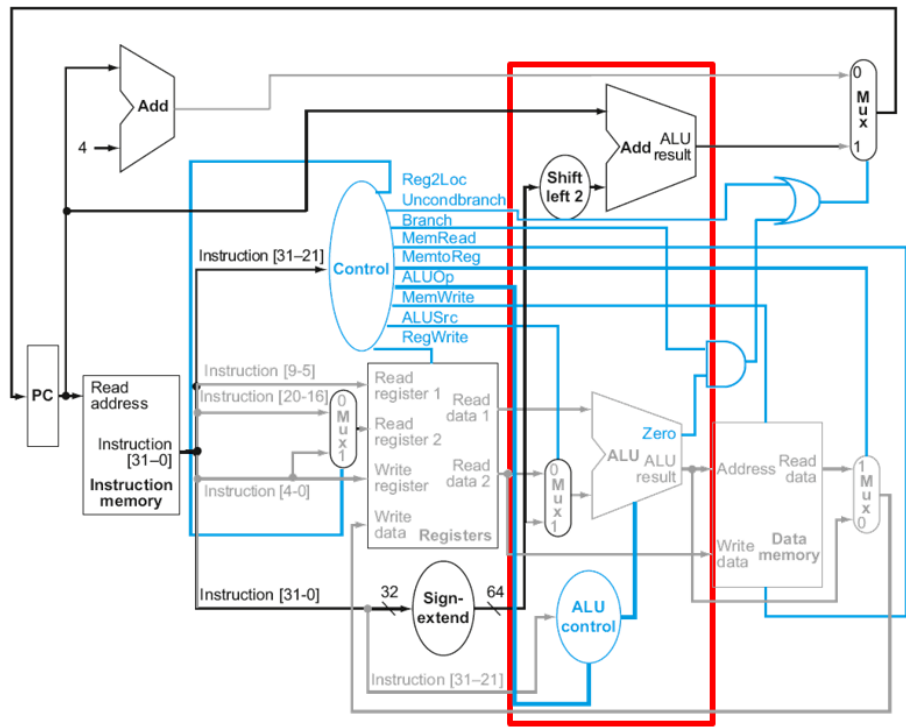 Add
4
Add
ALU
result
0
M
u
x
1
Shift
left 2
Reg2Loc
Uncondbranch
Branch
MemRead
MemtoReg
ALUOp
MemWrite
ALUSrc
RegWrite
Instruction [31–21]
Control
PC
Read
address
Instruction
[31–0]
Instruction
memory
Instruction [9-5]
Instruction [20-16]
Instruction [4-0]
0
M
u
x
1
Read
register 1
Read
register 2
Write
register
Write
data
Read
data 1
Read
data 2
Registers
0
M
u
x
1
Zero
ALU
ALU
result
Address
Read
data
Write
data
Data
memory
1
M
u
x
0
Instruction [31-0]
32
Sign-
extend
64
ALU
control
Instruction [31–21]